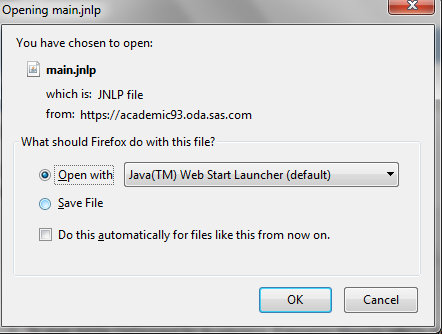 Opening main.jnlp
You have chosen to open:
main.jnlp
which is: JNLP file
from: https://academic93.oda.sas.com
What should Firefox do with this file?
Open with Java(TM) Web Start Launcher (default)
Save File
Do this automatically for files like this from now on.
OK Cancel